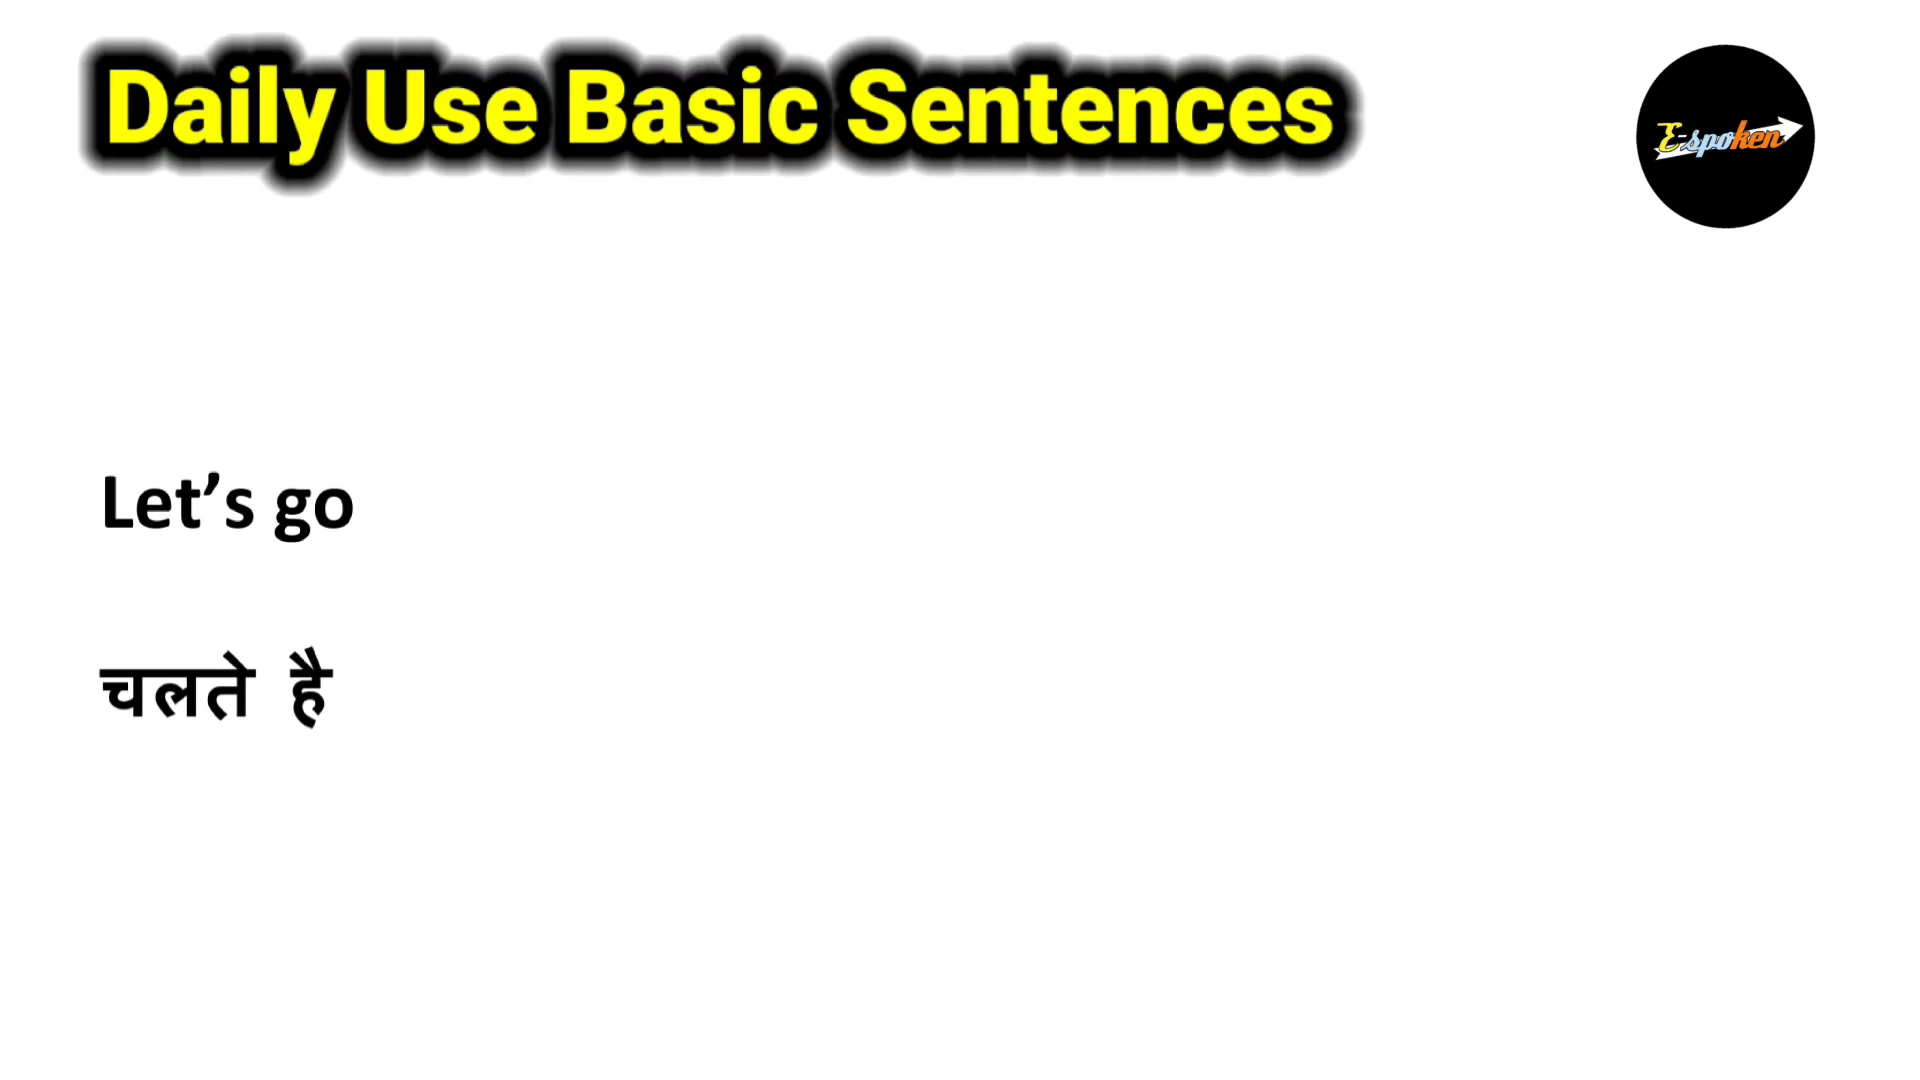 Daily Use Basic Sentences
E-spoken
Let’s go
चलते है